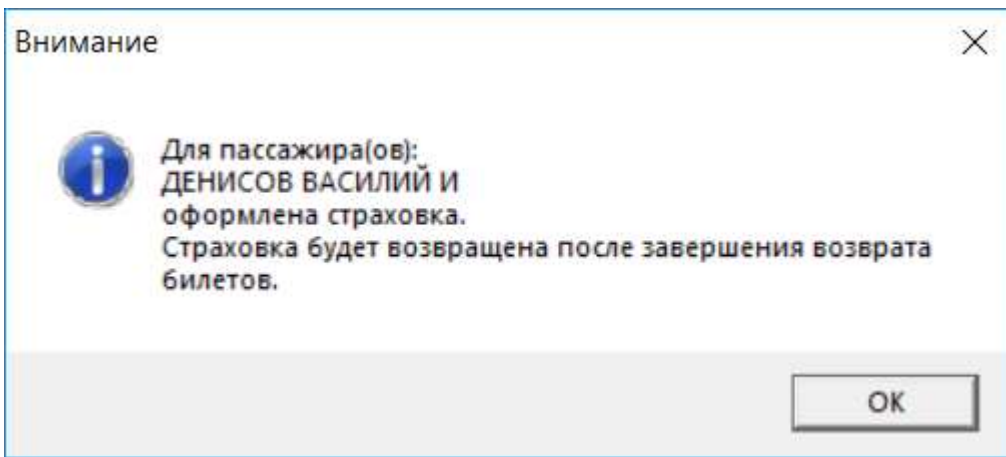 Внимание
Для пассажира(ов):
ДЕНИСОВ ВАСИЛИЙ И
оформлена страховка.
Страховка будет возвращена после завершения возврата
билетов.
OK